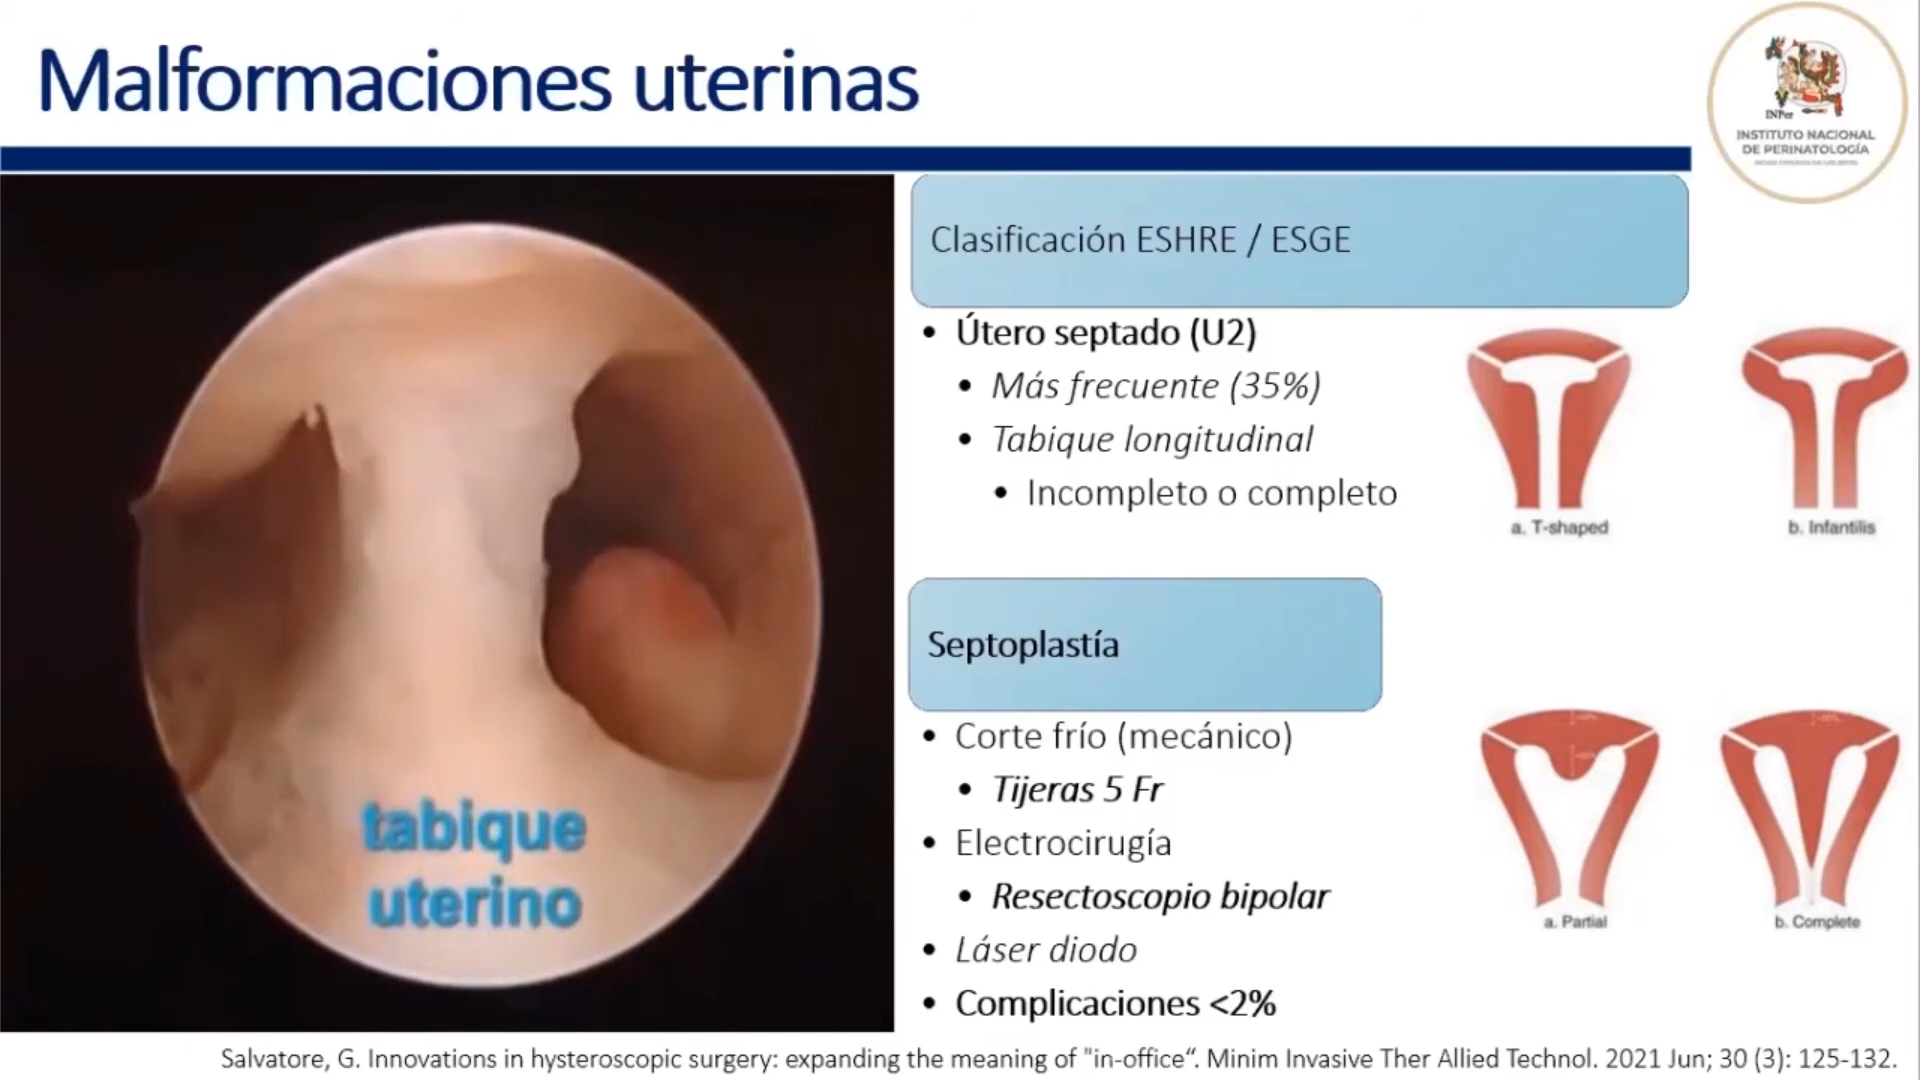 Malformaciones uterinas
INPer
INSTITUTO NACIONAL
DE PERINATOLOGÍA
tabique
uterino
Clasificación ESHRE / ESGE
• Útero septado (U2)
• Más frecuente (35%)
• Tabique longitudinal
• Incompleto o completo
a. T-shaped
b. Infantilis
Septoplastía
• Corte frío (mecánico)
• Tijeras 5 Fr
• Electrocirugía
• Resectoscopio bipolar
• Láser diodo
• Complicaciones <2%
a. Partial
b. Complete
Salvatore, G. Innovations in hysteroscopic surgery: expanding the meaning of "in-office“. Minim Invasive Ther Allied Technol. 2021 Jun; 30 (3): 125-132.